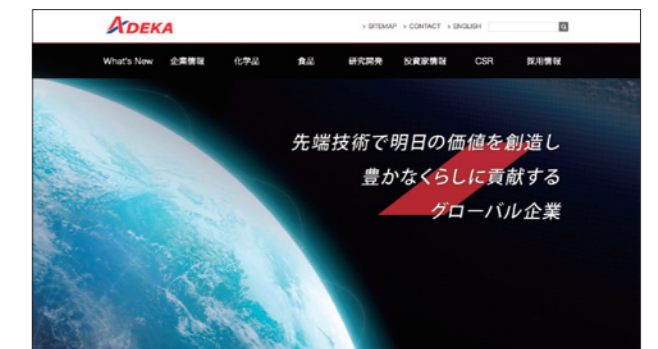 ADEKA
› SITEMAP › CONTACT › ENGLISH
What's New 企業情報 化学品 食品 研究開発 投資家情報 CSR 採用情報
先端技術で明日の価値を創造し
豊かなくらしに貢献する
グローバル企業